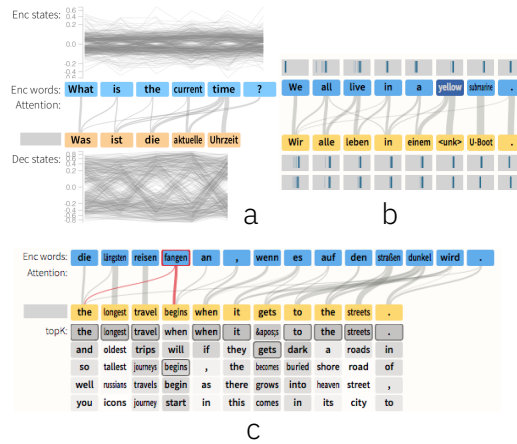 Enc states:
0.6
0.4
0.2
0.0
0.2
0.4
Enc words:
What is the current time ?
Attention:
Was ist die aktuelle Uhrzeit
Dec states:
0.6
0.4
0.2
0.0
0.2
0.4
0.6
a
We all live in a yellow submarine .
Wir alle leben in einem <unk> U-Boot .
b
Enc words:
die längsten reisen fangen an , wenn es auf den straßen dunkel wird .
Attention:
the longest travel begins when it gets to the streets .
topK:
the longest travel when when it &apos;s to the streets .
and oldest trips will if they gets dark a roads in
so tallest journeys begins , the becomes buried shore road of
well russians travels begin as there grows into heaven street ,
you icons journey start in this comes in its city to
c